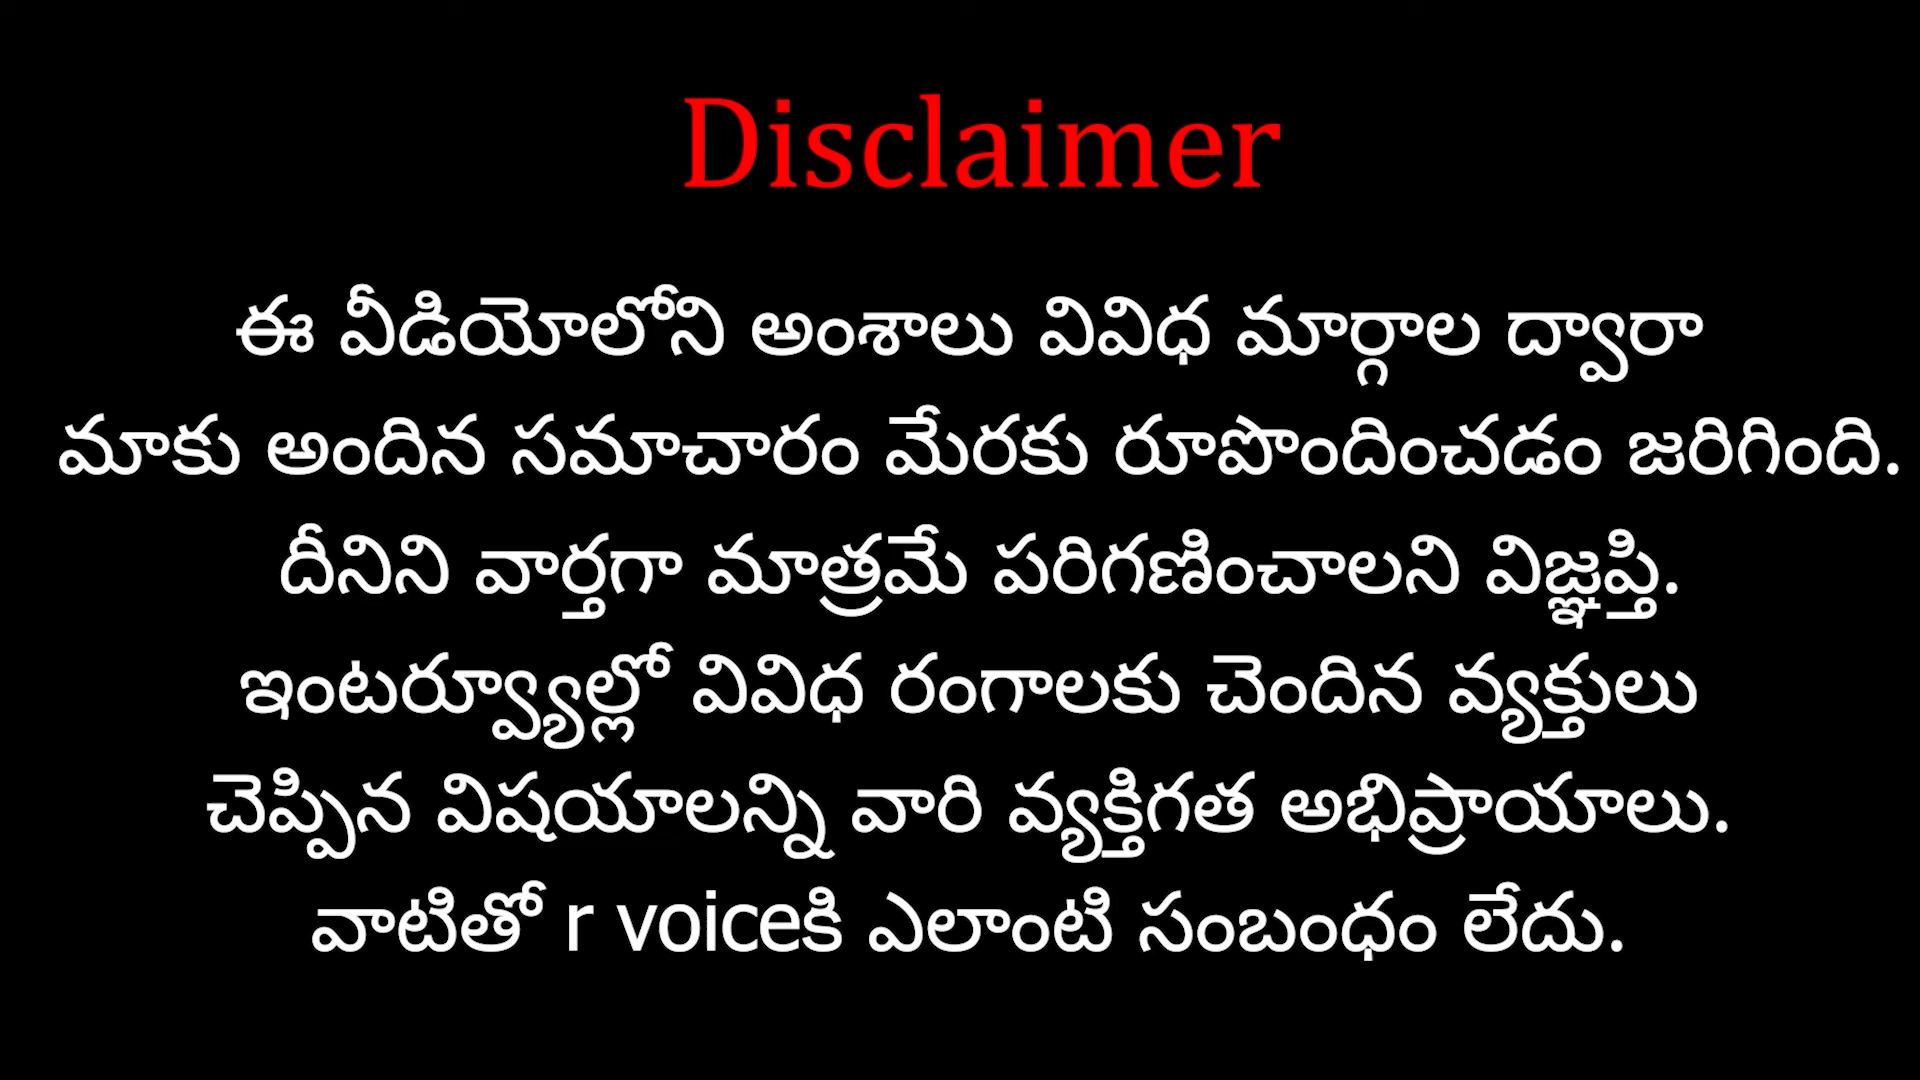 Disclaimer
ఈ వీడియోలోని అంశాలు వివిధ మార్గాల ద్వారా
మాకు అందిన సమాచారం మేరకు రూపొందించడం జరిగింది.
దీనిని వార్తగా మాత్రమే పరిగణించాలని విజ్ఞప్తి.
ఇంటర్వ్యూల్లో వివిధ రంగాలకు చెందిన వ్యక్తులు
చెప్పిన విషయాలన్ని వారి వ్యక్తిగత అభిప్రాయాలు.
వాటితో r voiceకి ఎలాంటి సంబంధం లేదు.